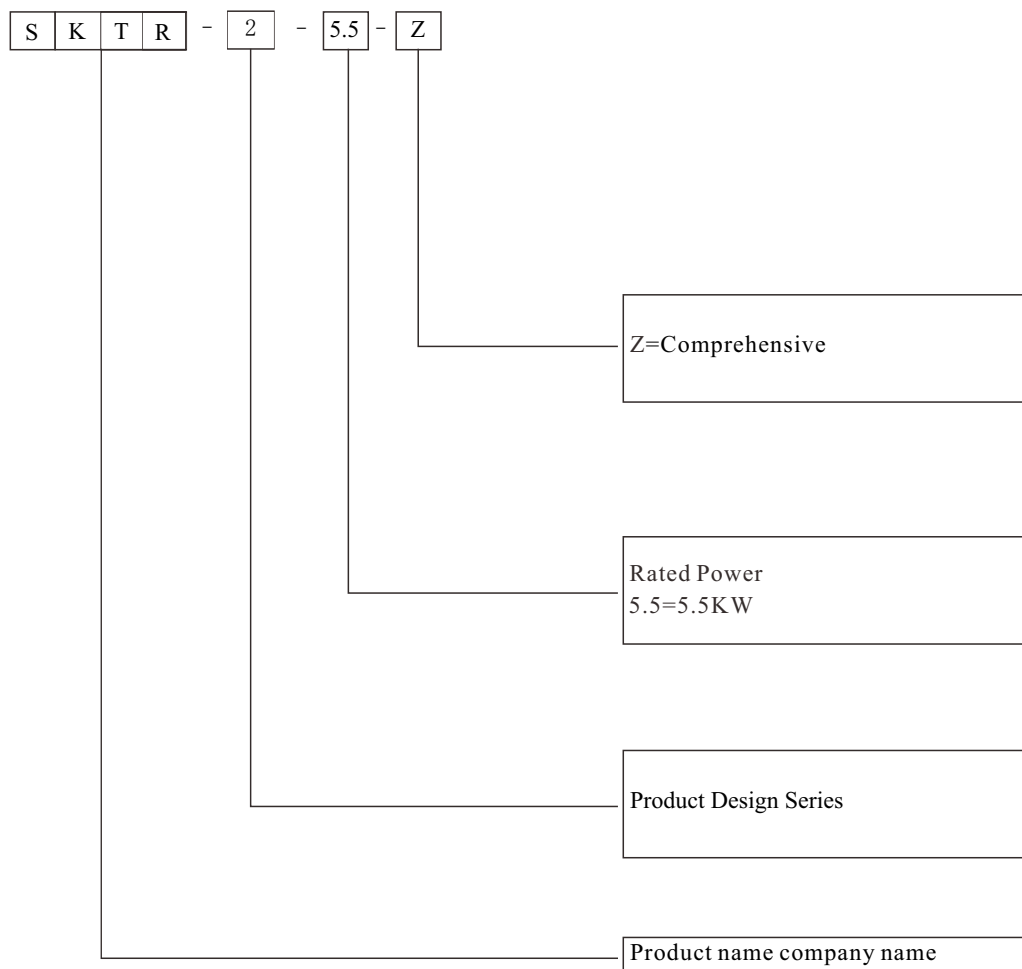 S K T R - 2 - 5.5 - Z
Z=Comprehensive
Rated Power
5.5=5.5KW
Product Design Series
Product name company name